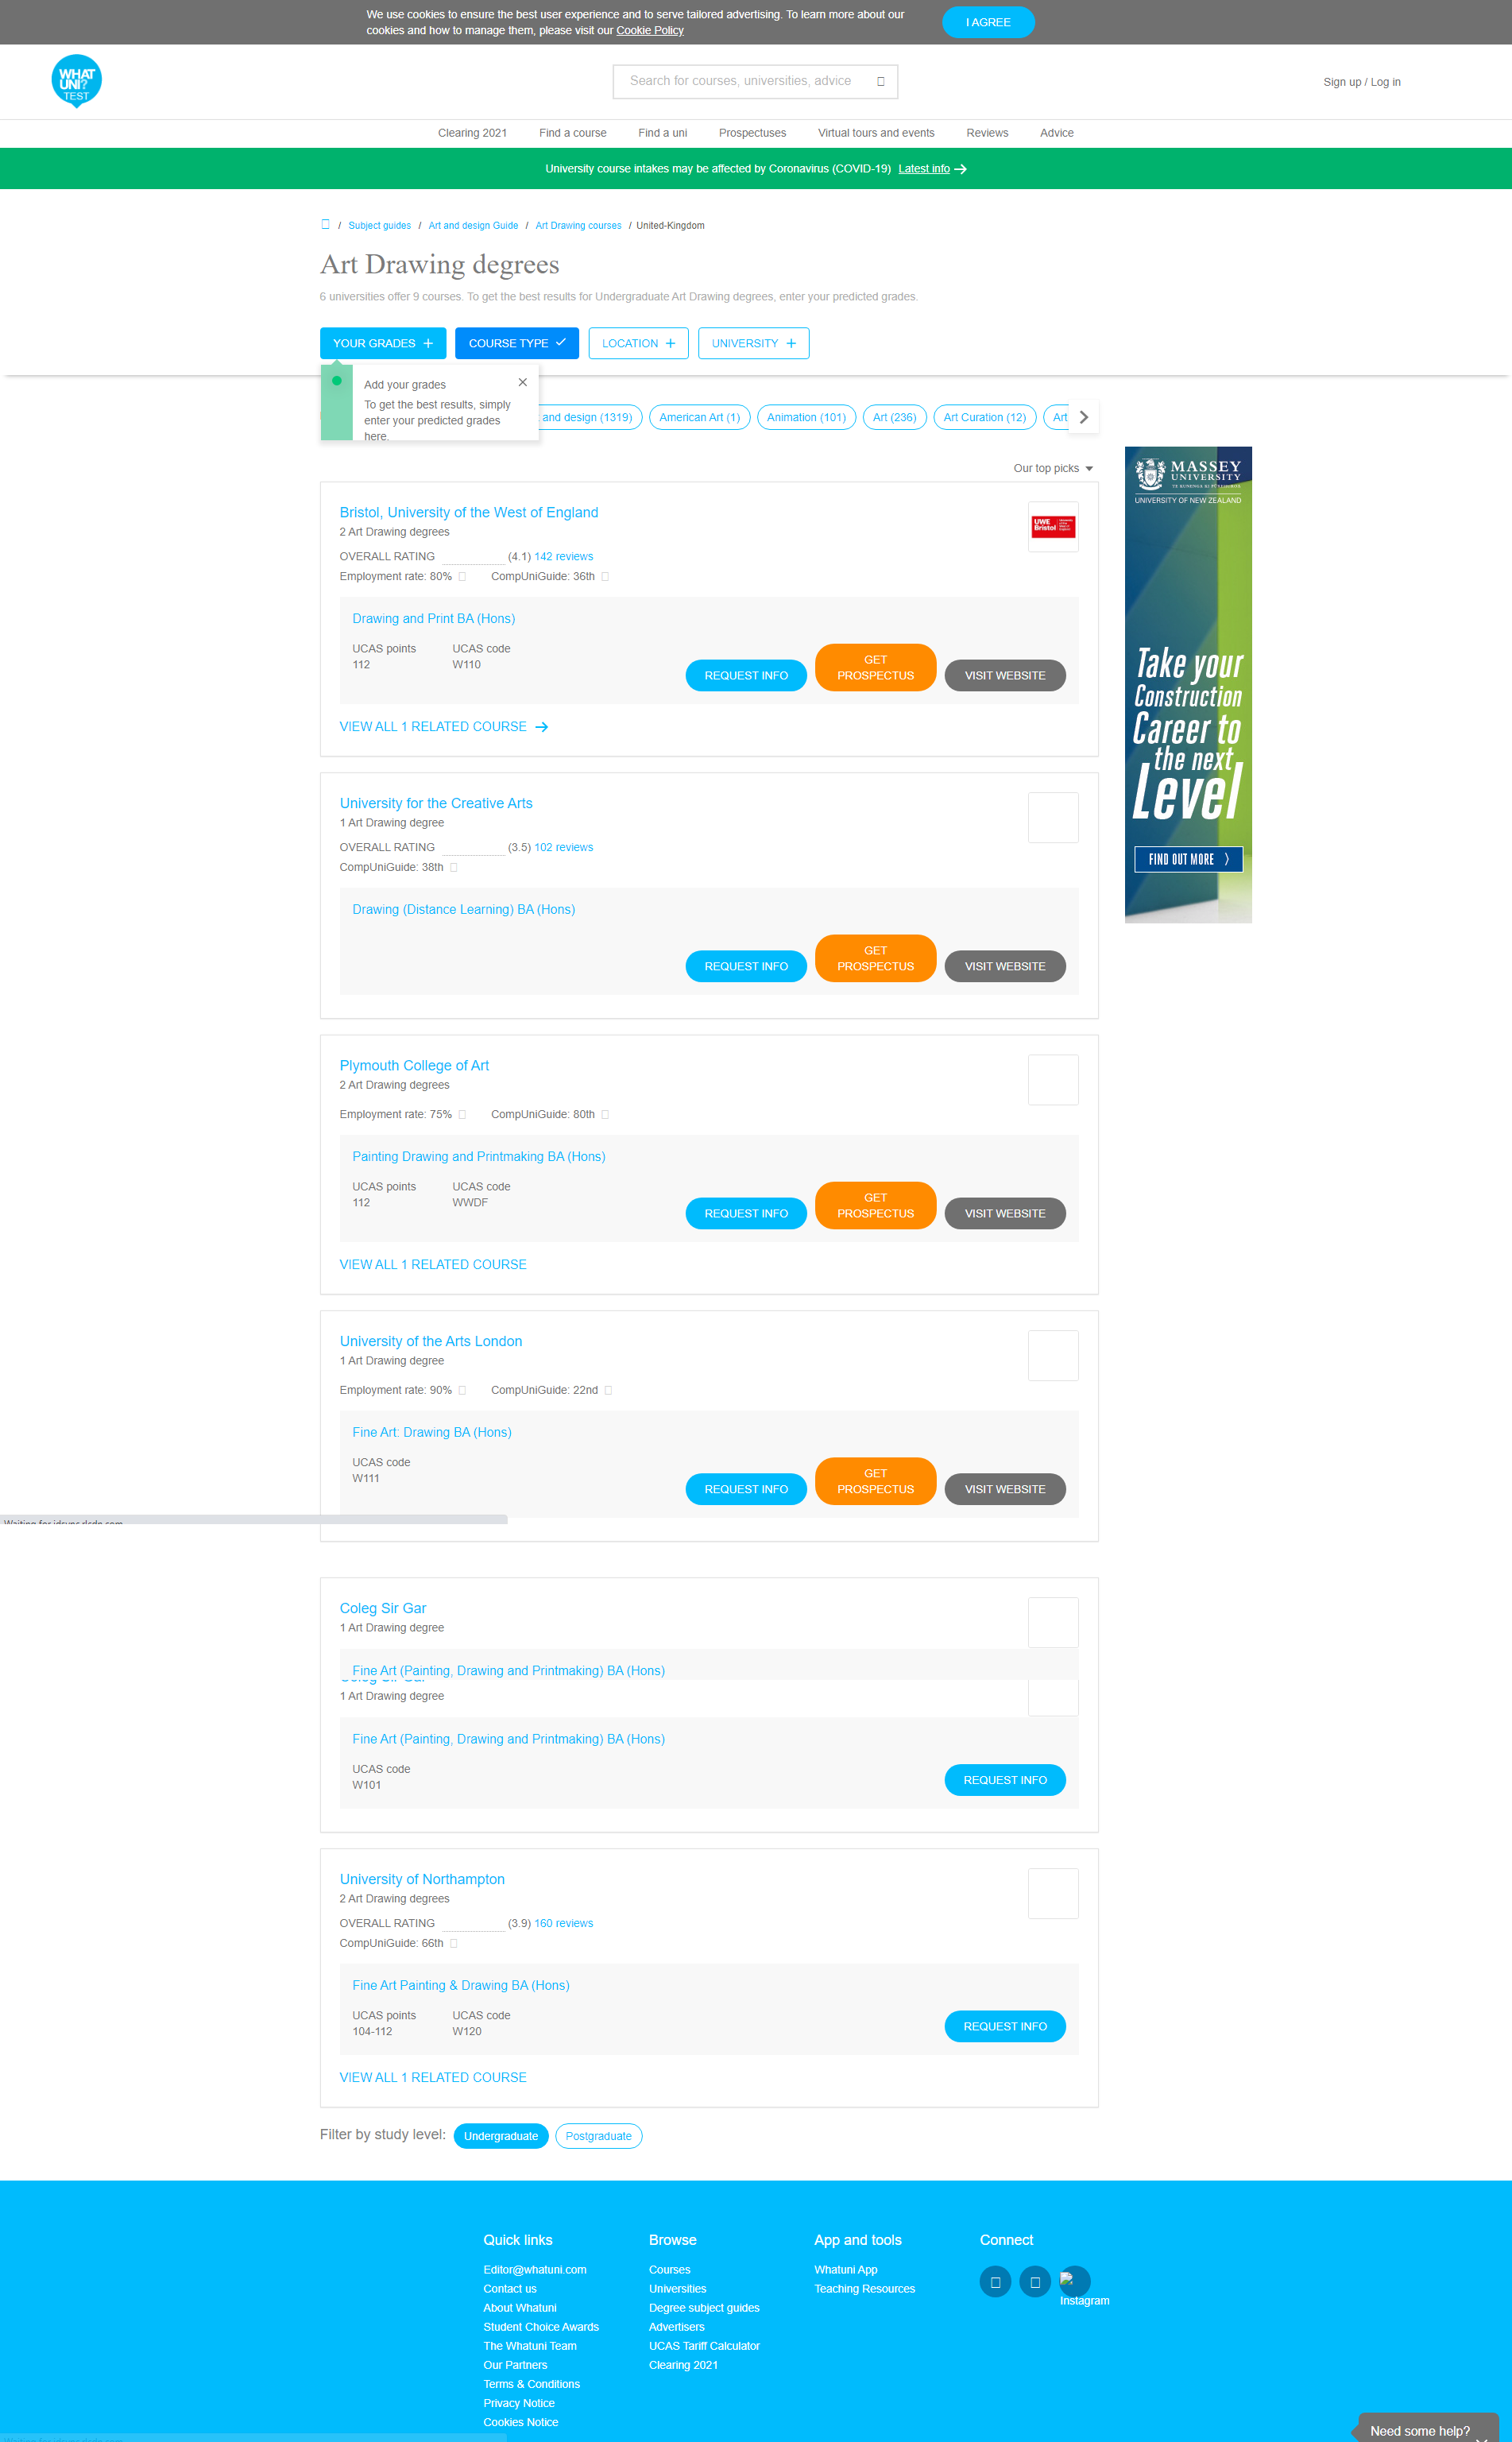 We use cookies to ensure the best user experience and to serve tailored advertising. To learn more about our
cookies and how to manage them, please visit our Cookie Policy
I AGREE
WHAT
UNI?
TEST
Search for courses, universities, advice
Sign up / Log in
Clearing 2021 Find a course Find a uni Prospectuses Virtual tours and events Reviews Advice
University course intakes may be affected by Coronavirus (COVID-19) Latest info
/ Subject guides / Art and design Guide / Art Drawing courses / United-Kingdom
Art Drawing degrees
6 universities offer 9 courses. To get the best results for Undergraduate Art Drawing degrees, enter your predicted grades.
YOUR GRADES COURSE TYPE LOCATION UNIVERSITY
Add your grades
To get the best results, simply
enter your predicted grades
here.
and design (1319) American Art (1) Animation (101) Art (236) Art Curation (12) Art
Our top picks
Bristol, University of the West of England
2 Art Drawing degrees
OVERALL RATING (4.1) 142 reviews
Employment rate: 80% CompUniGuide: 36th
UWE
Bristol
Drawing and Print BA (Hons)
UCAS points UCAS code
112 W110
REQUEST INFO
GET
PROSPECTUS
VISIT WEBSITE
VIEW ALL 1 RELATED COURSE
MASSEY
UNIVERSITY
UNIVERSITY OF NEW ZEALAND
Take your
Construction
Career to
the next
Level
FIND OUT MORE
University for the Creative Arts
1 Art Drawing degree
OVERALL RATING (3.5) 102 reviews
CompUniGuide: 38th
Drawing (Distance Learning) BA (Hons)
REQUEST INFO
GET
PROSPECTUS
VISIT WEBSITE
Plymouth College of Art
2 Art Drawing degrees
Employment rate: 75% CompUniGuide: 80th
Painting Drawing and Printmaking BA (Hons)
UCAS points UCAS code
112 WWDF
REQUEST INFO
GET
PROSPECTUS
VISIT WEBSITE
VIEW ALL 1 RELATED COURSE
University of the Arts London
1 Art Drawing degree
Employment rate: 90% CompUniGuide: 22nd
Fine Art: Drawing BA (Hons)
UCAS code
W111
REQUEST INFO
GET
PROSPECTUS
VISIT WEBSITE
Waiting for idsync.rlcdn.com
Coleg Sir Gar
1 Art Drawing degree
Fine Art (Painting, Drawing and Printmaking) BA (Hons)
1 Art Drawing degree
Fine Art (Painting, Drawing and Printmaking) BA (Hons)
UCAS code
W101
REQUEST INFO
University of Northampton
2 Art Drawing degrees
OVERALL RATING (3.9) 160 reviews
CompUniGuide: 66th
Fine Art Painting & Drawing BA (Hons)
UCAS points UCAS code
104-112 W120
REQUEST INFO
VIEW ALL 1 RELATED COURSE
Filter by study level: Undergraduate Postgraduate
Quick links
Editor@whatuni.com
Contact us
About Whatuni
Student Choice Awards
The Whatuni Team
Our Partners
Terms & Conditions
Privacy Notice
Cookies Notice
Browse
Courses
Universities
Degree subject guides
Advertisers
UCAS Tariff Calculator
Clearing 2021
App and tools
Whatuni App
Teaching Resources
Connect
Instagram
Need some help?